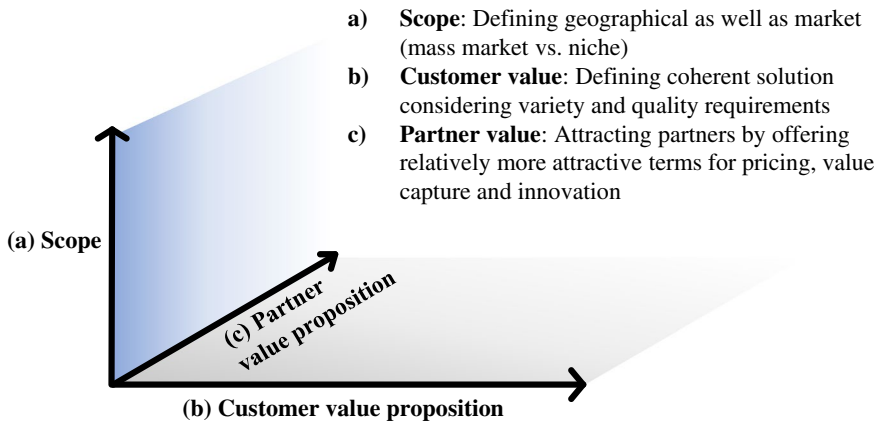 a) Scope: Defining geographical as well as market
(mass market vs. niche)
b) Customer value: Defining coherent solution
considering variety and quality requirements
c) Partner value: Attracting partners by offering
relatively more attractive terms for pricing, value
capture and innovation
(a) Scope
(c) Partner
value proposition
(b) Customer value proposition